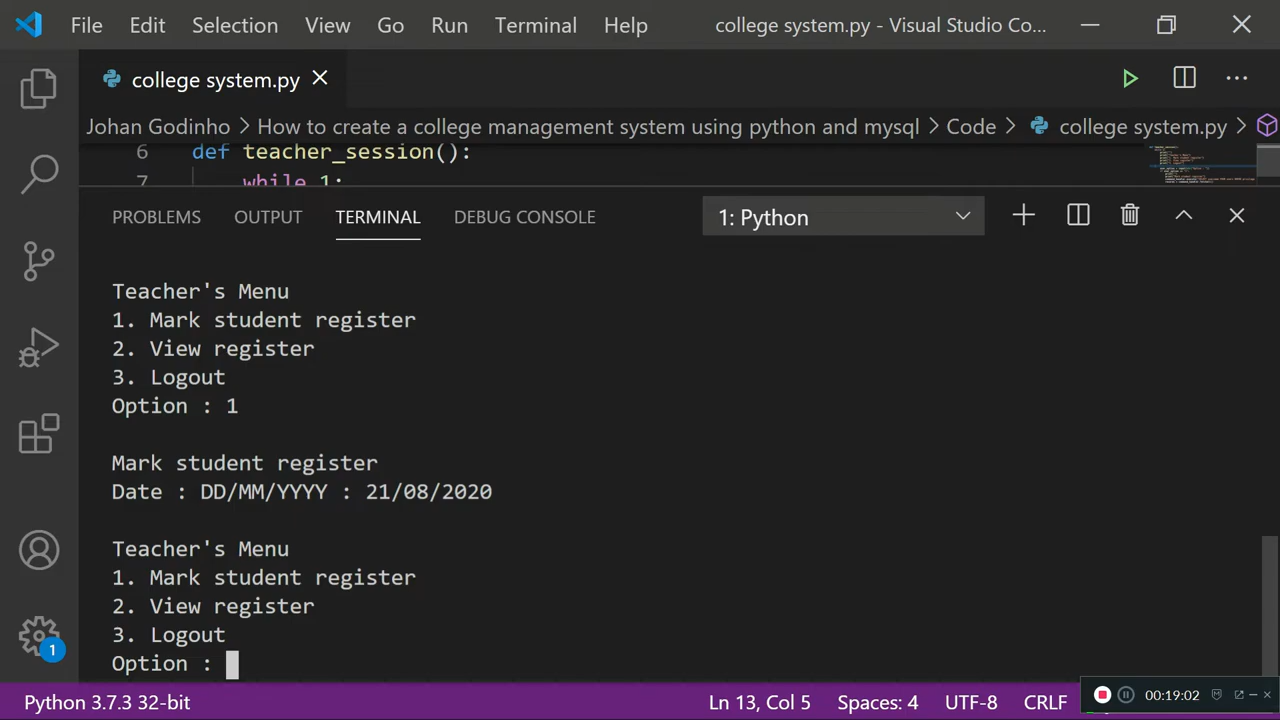 File Edit Selection View Go Run Terminal Help college system.py - Visual Studio Co...
college system.py
Johan Godinho > How to create a college management system using python and mysql > Code > college system.py >
6 def teacher_session():
7 while 1:
PROBLEMS OUTPUT TERMINAL DEBUG CONSOLE 1: Python
Teacher's Menu
1. Mark student register
2. View register
3. Logout
Option : 1
Mark student register
Date : DD/MM/YYYY : 21/08/2020
Teacher's Menu
1. Mark student register
2. View register
3. Logout
Option :
1
Python 3.7.3 32-bit Ln 13, Col 5 Spaces: 4 UTF-8 CRLF 00:19:02